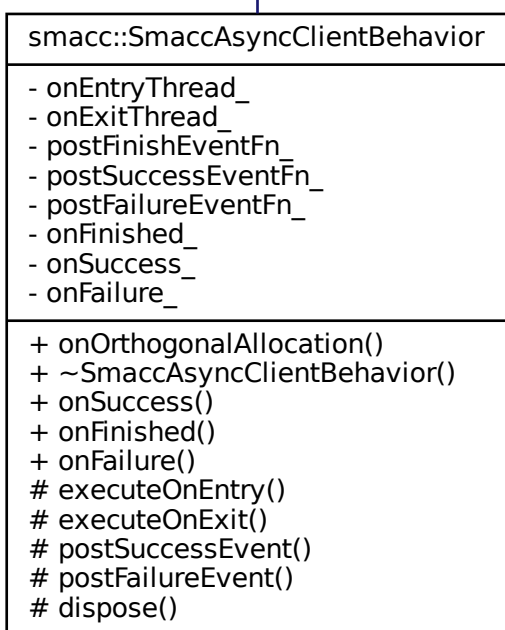 smacc::SmaccAsyncClientBehavior
- onEntryThread_
- onExitThread_
- postFinishEventFn_
- postSuccessEventFn_
- postFailureEventFn_
- onFinished_
- onSuccess_
- onFailure_
+ onOrthogonalAllocation()
+ ~SmaccAsyncClientBehavior()
+ onSuccess()
+ onFinished()
+ onFailure()
# executeOnEntry()
# executeOnExit()
# postSuccessEvent()
# postFailureEvent()
# dispose()